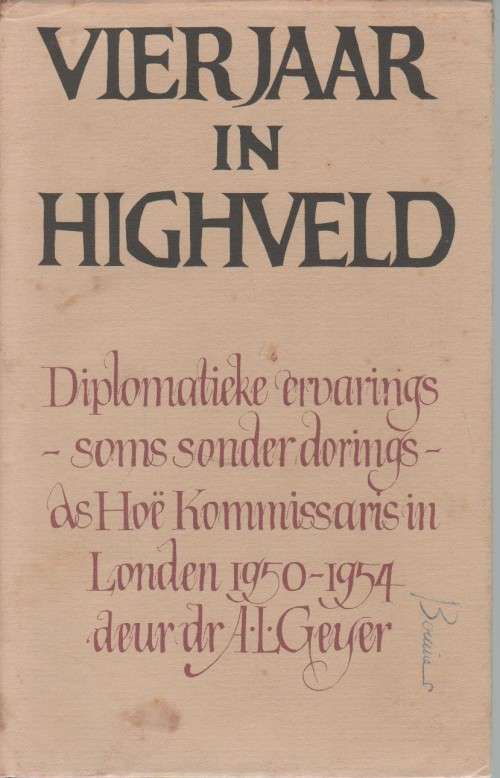 VIER JAAR
IN
HIGHVELD
Diplomatieke ervarings
- soms sonder dorings -
as Hoë Kommissaris in
Londen 1950-1954
deur dr A·L·Geyer